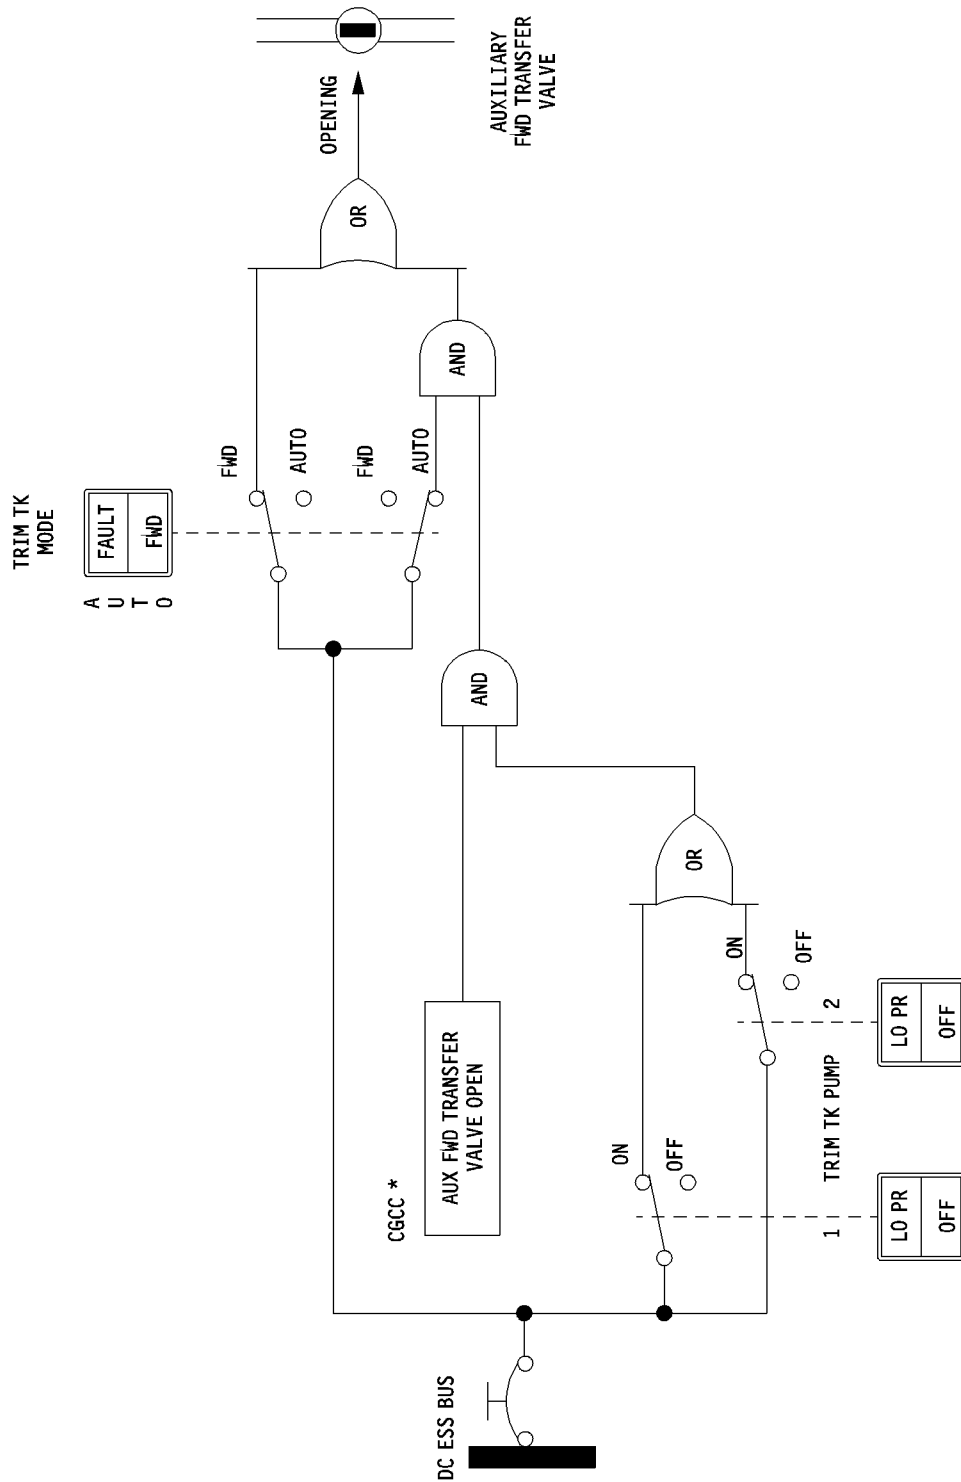 DC ESS BUS
CGCC *
AUX FWD TRANSFER
VALVE OPEN
ON
OFF
ON
OFF
1 TRIM TK PUMP 2
LO PR
OFF
LO PR
OFF
OR
AND
TRIM TK
MODE
FAULT
FWD
A
U
T
O
FWD
AUTO
FWD
AUTO
AND
OR
OPENING
AUXILIARY
FWD TRANSFER
VALVE